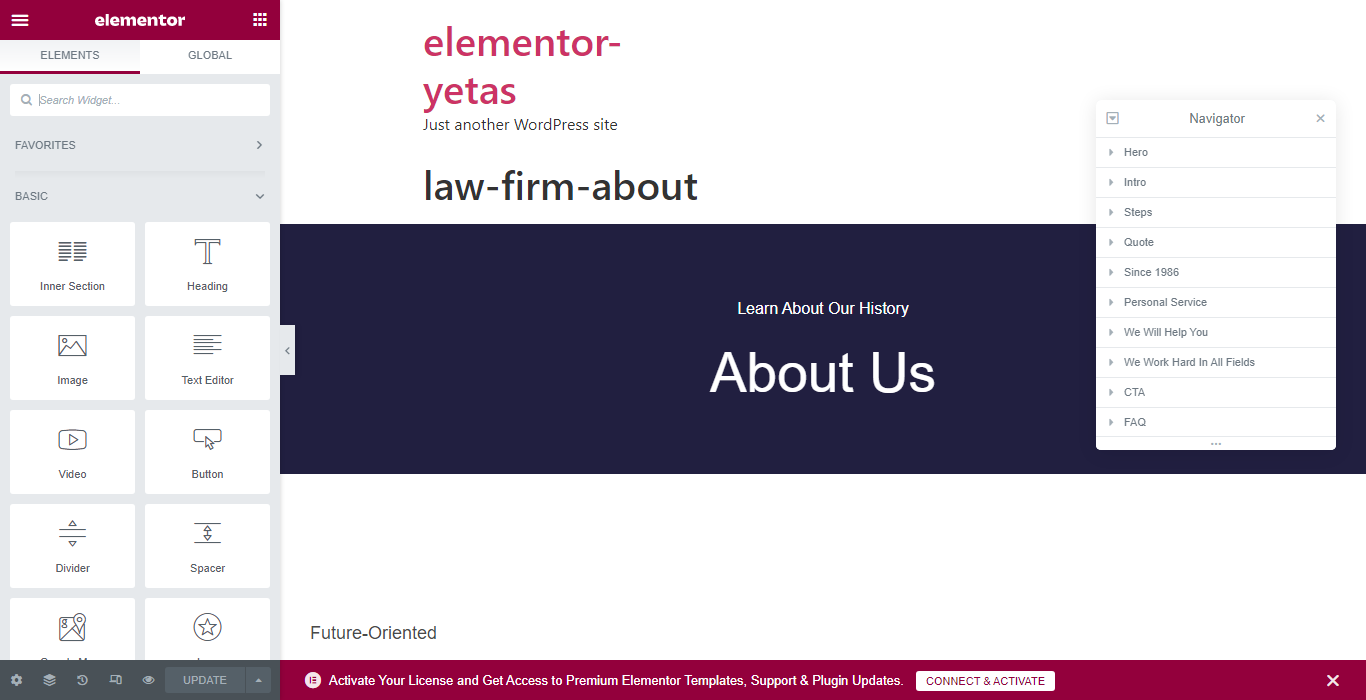 elementor
ELEMENTS GLOBAL
Search Widget...
FAVORITES
BASIC
Inner Section Heading
Image Text Editor
Video Button
Divider Spacer
UPDATE
elementor-
yetas
Just another WordPress site
law-firm-about
Learn About Our History
About Us
Future-Oriented
Navigator
Hero
Intro
Steps
Quote
Since 1986
Personal Service
We Will Help You
We Work Hard In All Fields
CTA
FAQ
Activate Your License and Get Access to Premium Elementor Templates, Support & Plugin Updates. CONNECT & ACTIVATE